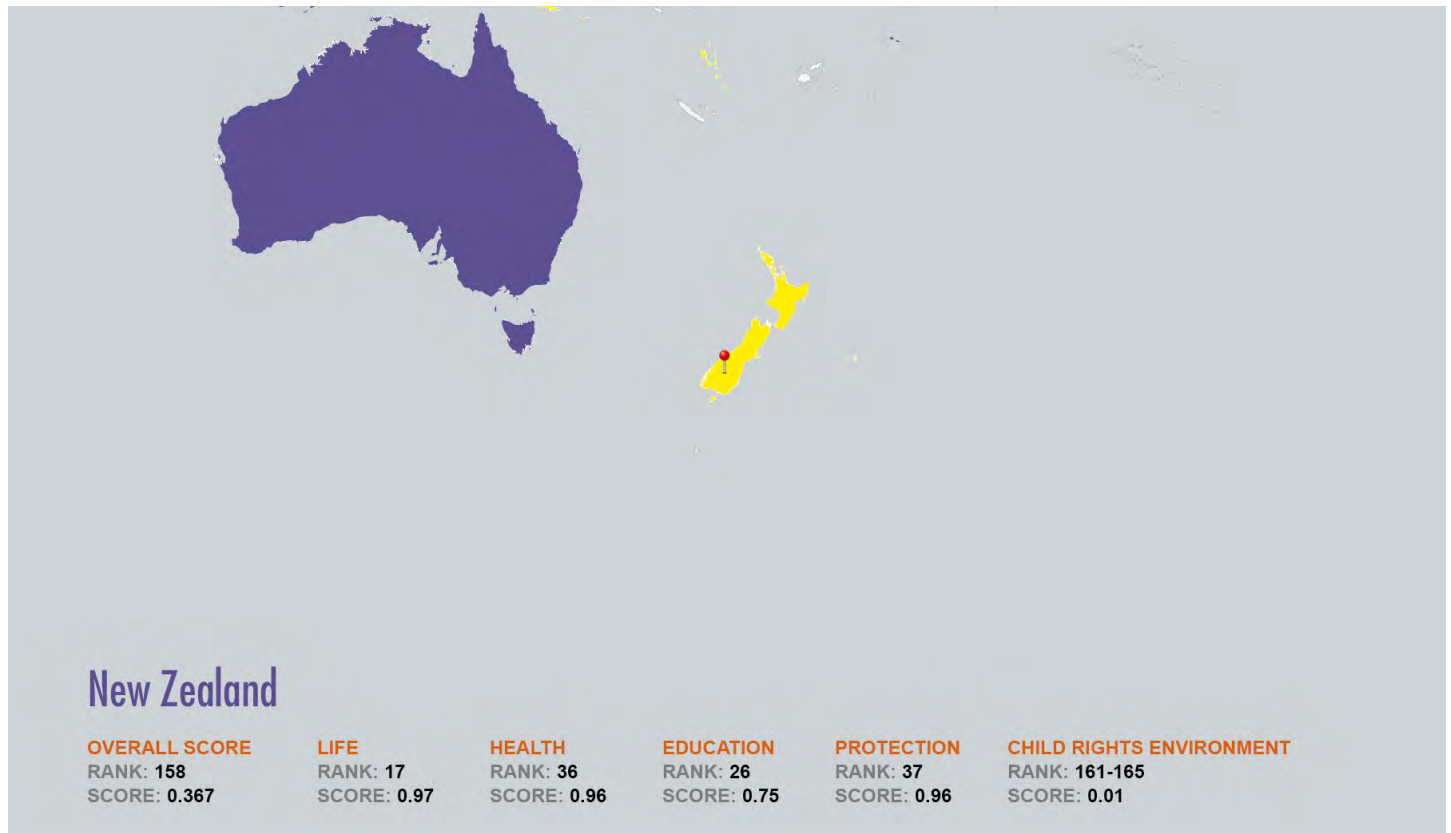 New Zealand
OVERALL SCORE
RANK: 158
SCORE: 0.367
LIFE
RANK: 17
SCORE: 0.97
HEALTH
RANK: 36
SCORE: 0.96
EDUCATION
RANK: 26
SCORE: 0.75
PROTECTION
RANK: 37
SCORE: 0.96
CHILD RIGHTS ENVIRONMENT
RANK: 161-165
SCORE: 0.01